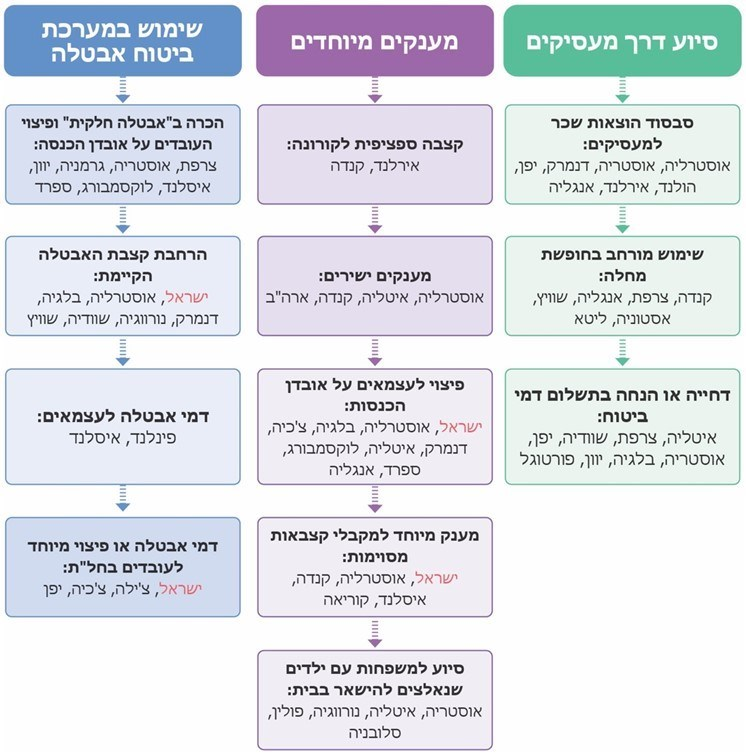 סיוע דרך מעסיקים
סבסוד הוצאות שכר
למעסיקים:
אוסטרליה, אוסטריה, דנמרק, יפן,
הולנד, אירלנד, אנגליה
שימוש מורחב בחופשת
מחלה:
קנדה, צרפת, אנגליה, שוויץ,
אסטוניה, ליטא
דחייה או הנחה בתשלום דמי
ביטוח:
איטליה, צרפת, שוודיה, יפן,
אוסטריה, בלגיה, יוון, פורטוגל
מענקים מיוחדים
קצבה ספציפית לקורונה:
אירלנד, קנדה
מענקים ישירים:
אוסטרליה, איטליה, קנדה, ארה"ב
פיצוי לעצמאים על אובדן
הכנסות:
ישראל, אוסטרליה, בלגיה, צ'כיה,
דנמרק, איטליה, לוקסמבורג,
ספרד, אנגליה
מענק מיוחד למקבלי קצבאות
מסוימות:
ישראל, אוסטרליה, קנדה,
איסלנד, קוריאה
סיוע למשפחות עם ילדים
שנאלצים להישאר בבית:
אוסטריה, איטליה, נורווגיה, פולין,
סלובניה
שימוש במערכת
ביטוח אבטלה
הכרה ב"אבטלה חלקית" ופיצוי
העובדים על אובדן הכנסה:
צרפת, אוסטריה, גרמניה, יוון,
איסלנד, לוקסמבורג, ספרד
הרחבת קצבת האבטלה
הקיימת:
ישראל, אוסטרליה, בלגיה,
דנמרק, נורווגיה, שוודיה, שוויץ
דמי אבטלה לעצמאים:
פינלנד, איסלנד
דמי אבטלה או פיצוי מיוחד
לעובדים בחל"ת:
ישראל, צ'ילה, צ'כיה, יפן